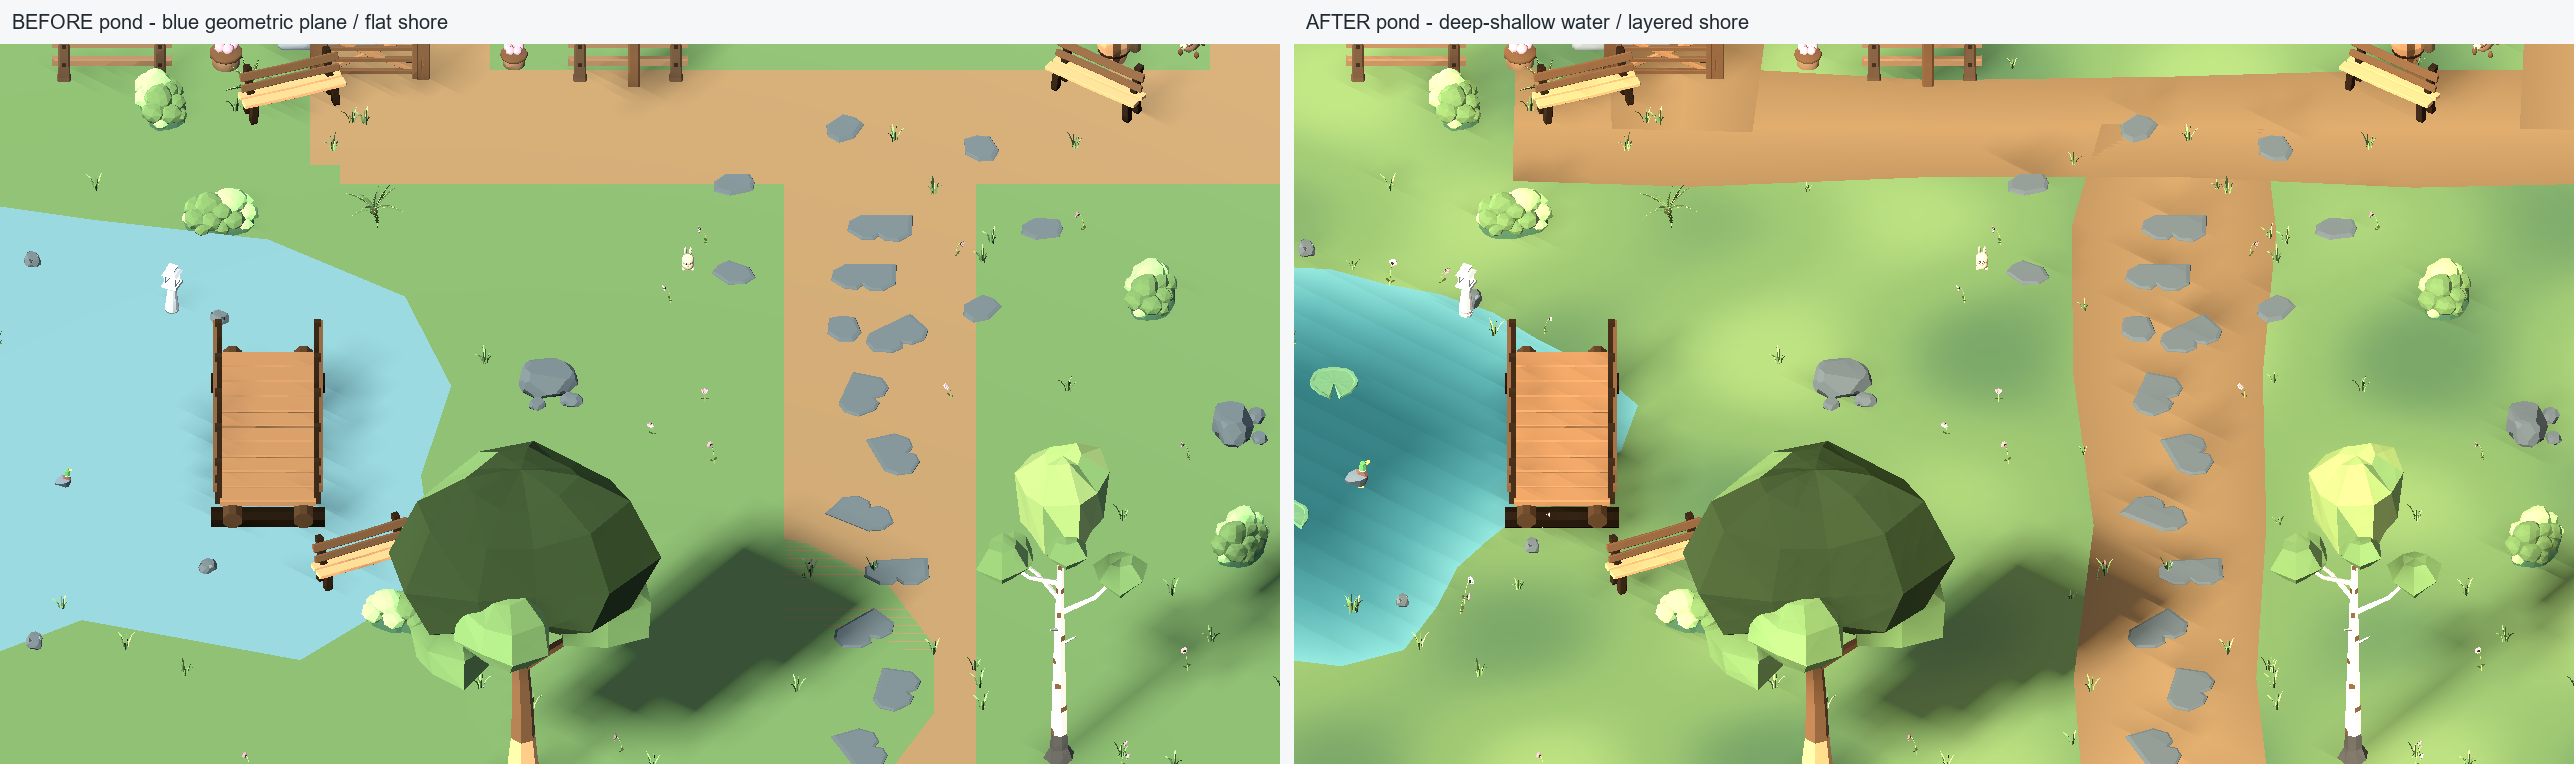 BEFORE pond - blue geometric plane / flat shore
AFTER pond - deep-shallow water / layered shore